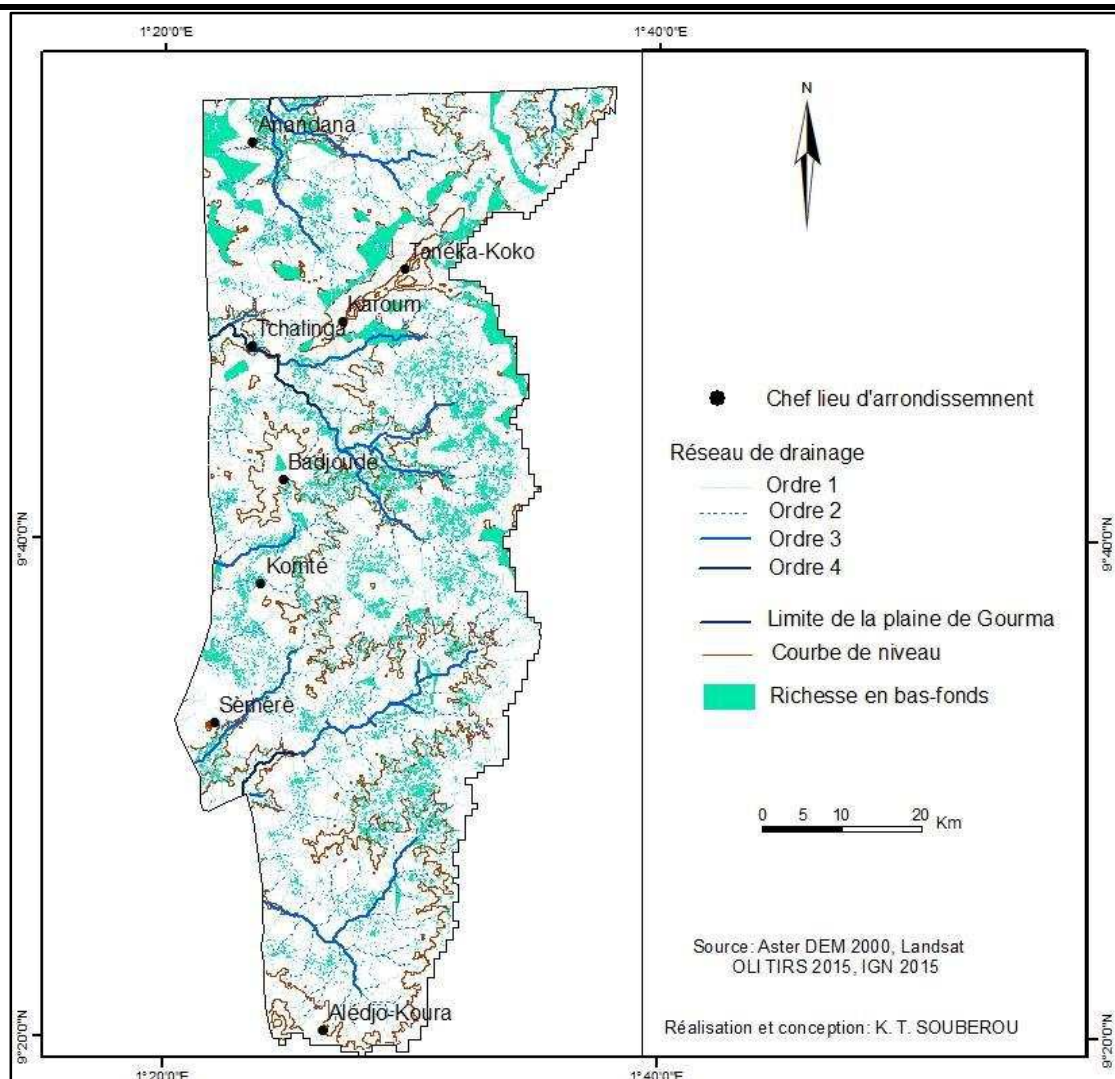 1°20'0"E
1°40'0"E
N
Anandana
Tanéka-Koko
Karoum
Tchalinga
Badjoude
Komté
Sèmèrè
Alédjo-Koura
9°40'0"N
9°40'0"N
9°20'0"N
9°20'0"N
Chef lieu d'arrondissemnent
Réseau de drainage
Ordre 1
Ordre 2
Ordre 3
Ordre 4
Limite de la plaine de Gourma
Courbe de niveau
Richesse en bas-fonds
0 5 10 20 Km
Source: Aster DEM 2000, Landsat
OLI TIRS 2015, IGN 2015
Réalisation et conception: K. T. SOUBEROU
1°20'0"E
1°40'0"E